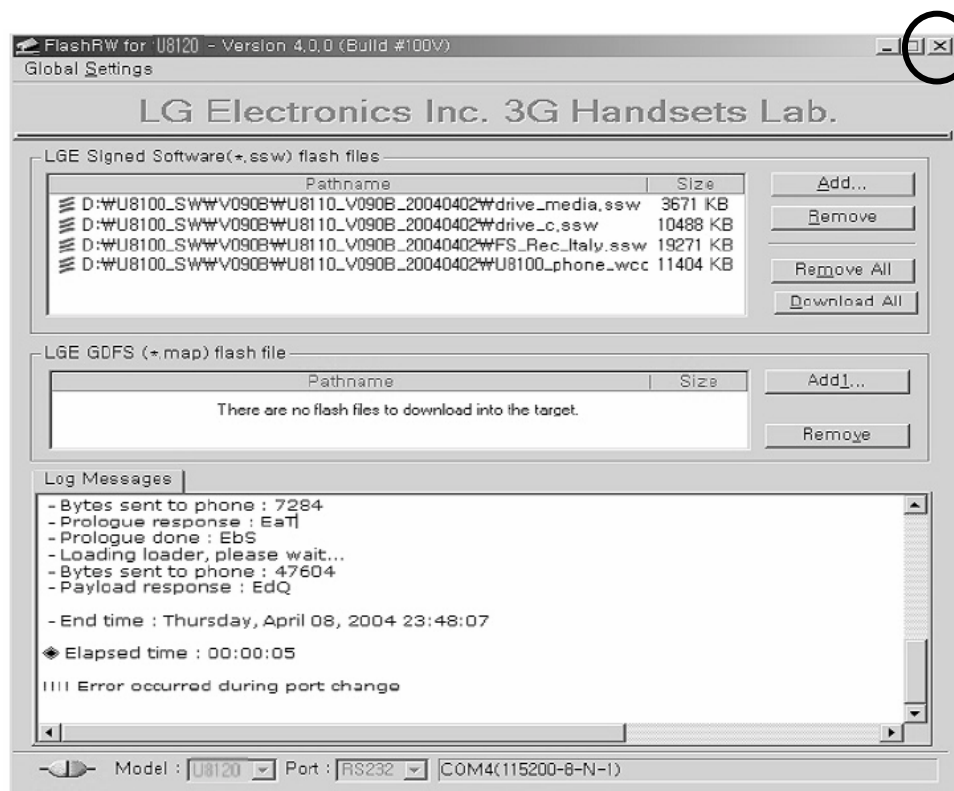 FlashRW for U8120 - Version 4.0.0 (Build #100V)
Global Settings
LG Electronics Inc. 3G Handsets Lab.
LGE Signed Software(*.ssw) flash files
Pathname Size
D:₩U8100_SW₩V090B₩U8110_V090B_20040402₩drive_media.ssw 3671 KB
D:₩U8100_SW₩V090B₩U8110_V090B_20040402₩drive_c.ssw 10488 KB
D:₩U8100_SW₩V090B₩U8110_V090B_20040402₩FS_Rec_Italy.ssw 19271 KB
D:₩U8100_SW₩V090B₩U8110_V090B_20040402₩U8100_phone_wcc 11404 KB
Add...
Remove
Remove All
Download All
LGE GDFS (*.map) flash file
Pathname Size
There are no flash files to download into the target.
Add1...
Remove
Log Messages
- Bytes sent to phone : 7284
- Prologue response : EaT
- Prologue done : EbS
- Loading loader, please wait...
- Bytes sent to phone : 47604
- Payload response : EdQ
- End time : Thursday, April 08, 2004 23:48:07
◈ Elapsed time : 00:00:05
!!!! Error occurred during port change
Model : U8120 Port : RS232 COM4(115200-8-N-1)